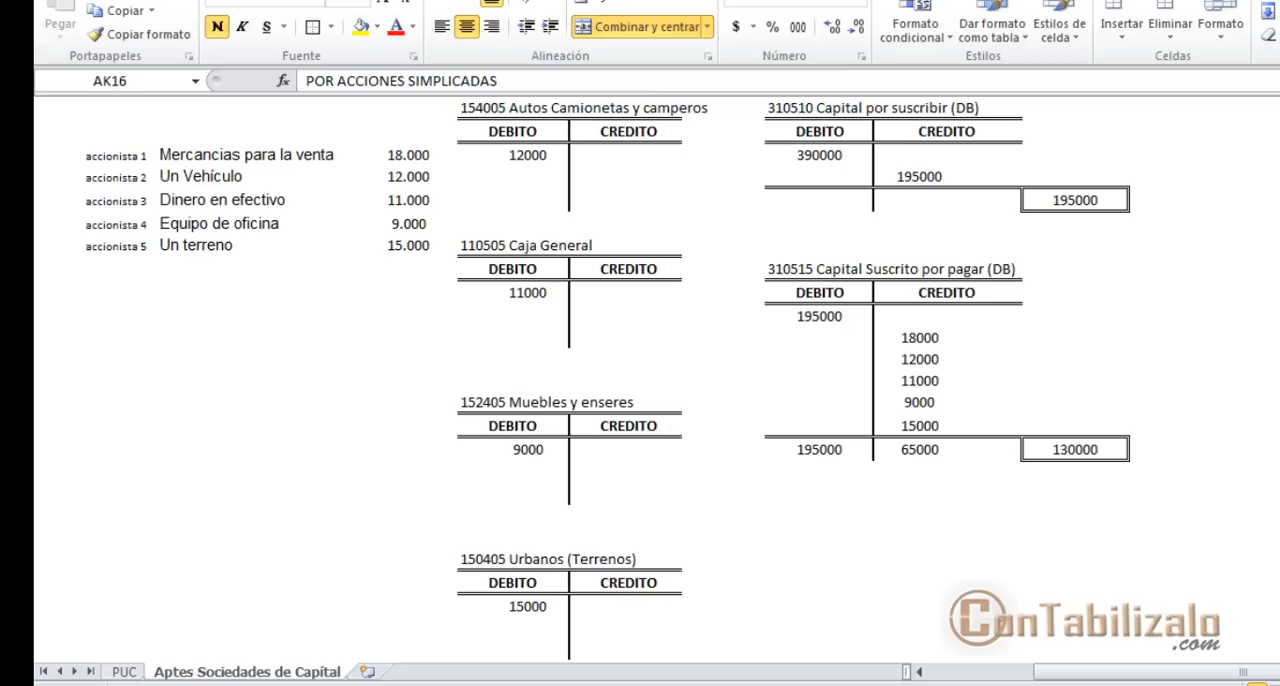 Pegar
Copiar
Copiar formato
Portapapeles
N K S A
Fuente
Combinar y centrar
Alineación
$ % 000
Número
Formato condicional
Dar formato como tabla
Estilos de celda
Estilos
Insertar Eliminar Formato
Celdas
AK16 fx POR ACCIONES SIMPLICADAS
accionista 1 Mercancias para la venta 18.000
accionista 2 Un Vehículo 12.000
accionista 3 Dinero en efectivo 11.000
accionista 4 Equipo de oficina 9.000
accionista 5 Un terreno 15.000
154005 Autos Camionetas y camperos
DEBITO CREDITO
12000
110505 Caja General
DEBITO CREDITO
11000
152405 Muebles y enseres
DEBITO CREDITO
9000
150405 Urbanos (Terrenos)
DEBITO CREDITO
15000
310510 Capital por suscribir (DB)
DEBITO CREDITO
390000
195000
195000
310515 Capital Suscrito por pagar (DB)
DEBITO CREDITO
195000
18000
12000
11000
9000
15000
195000 65000 130000
ConTabilizalo
.com
PUC Aptes Sociedades de Capítal